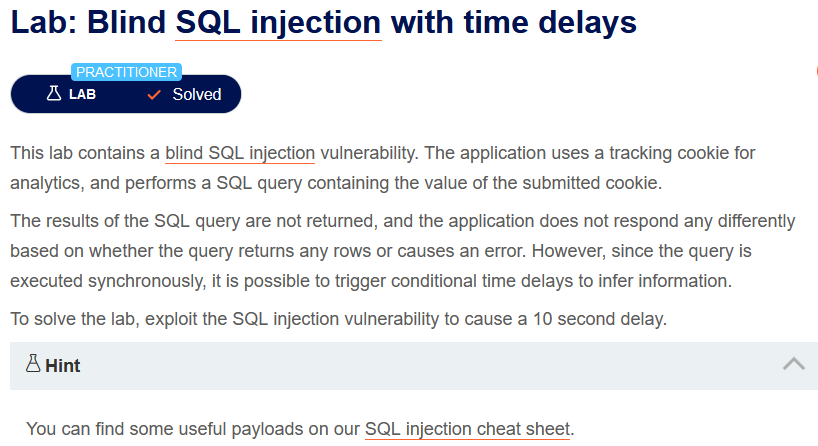 Lab: Blind SQL injection with time delays
PRACTITIONER
LAB Solved
This lab contains a blind SQL injection vulnerability. The application uses a tracking cookie for
analytics, and performs a SQL query containing the value of the submitted cookie.
The results of the SQL query are not returned, and the application does not respond any differently
based on whether the query returns any rows or causes an error. However, since the query is
executed synchronously, it is possible to trigger conditional time delays to infer information.
To solve the lab, exploit the SQL injection vulnerability to cause a 10 second delay.
Hint
You can find some useful payloads on our SQL injection cheat sheet.